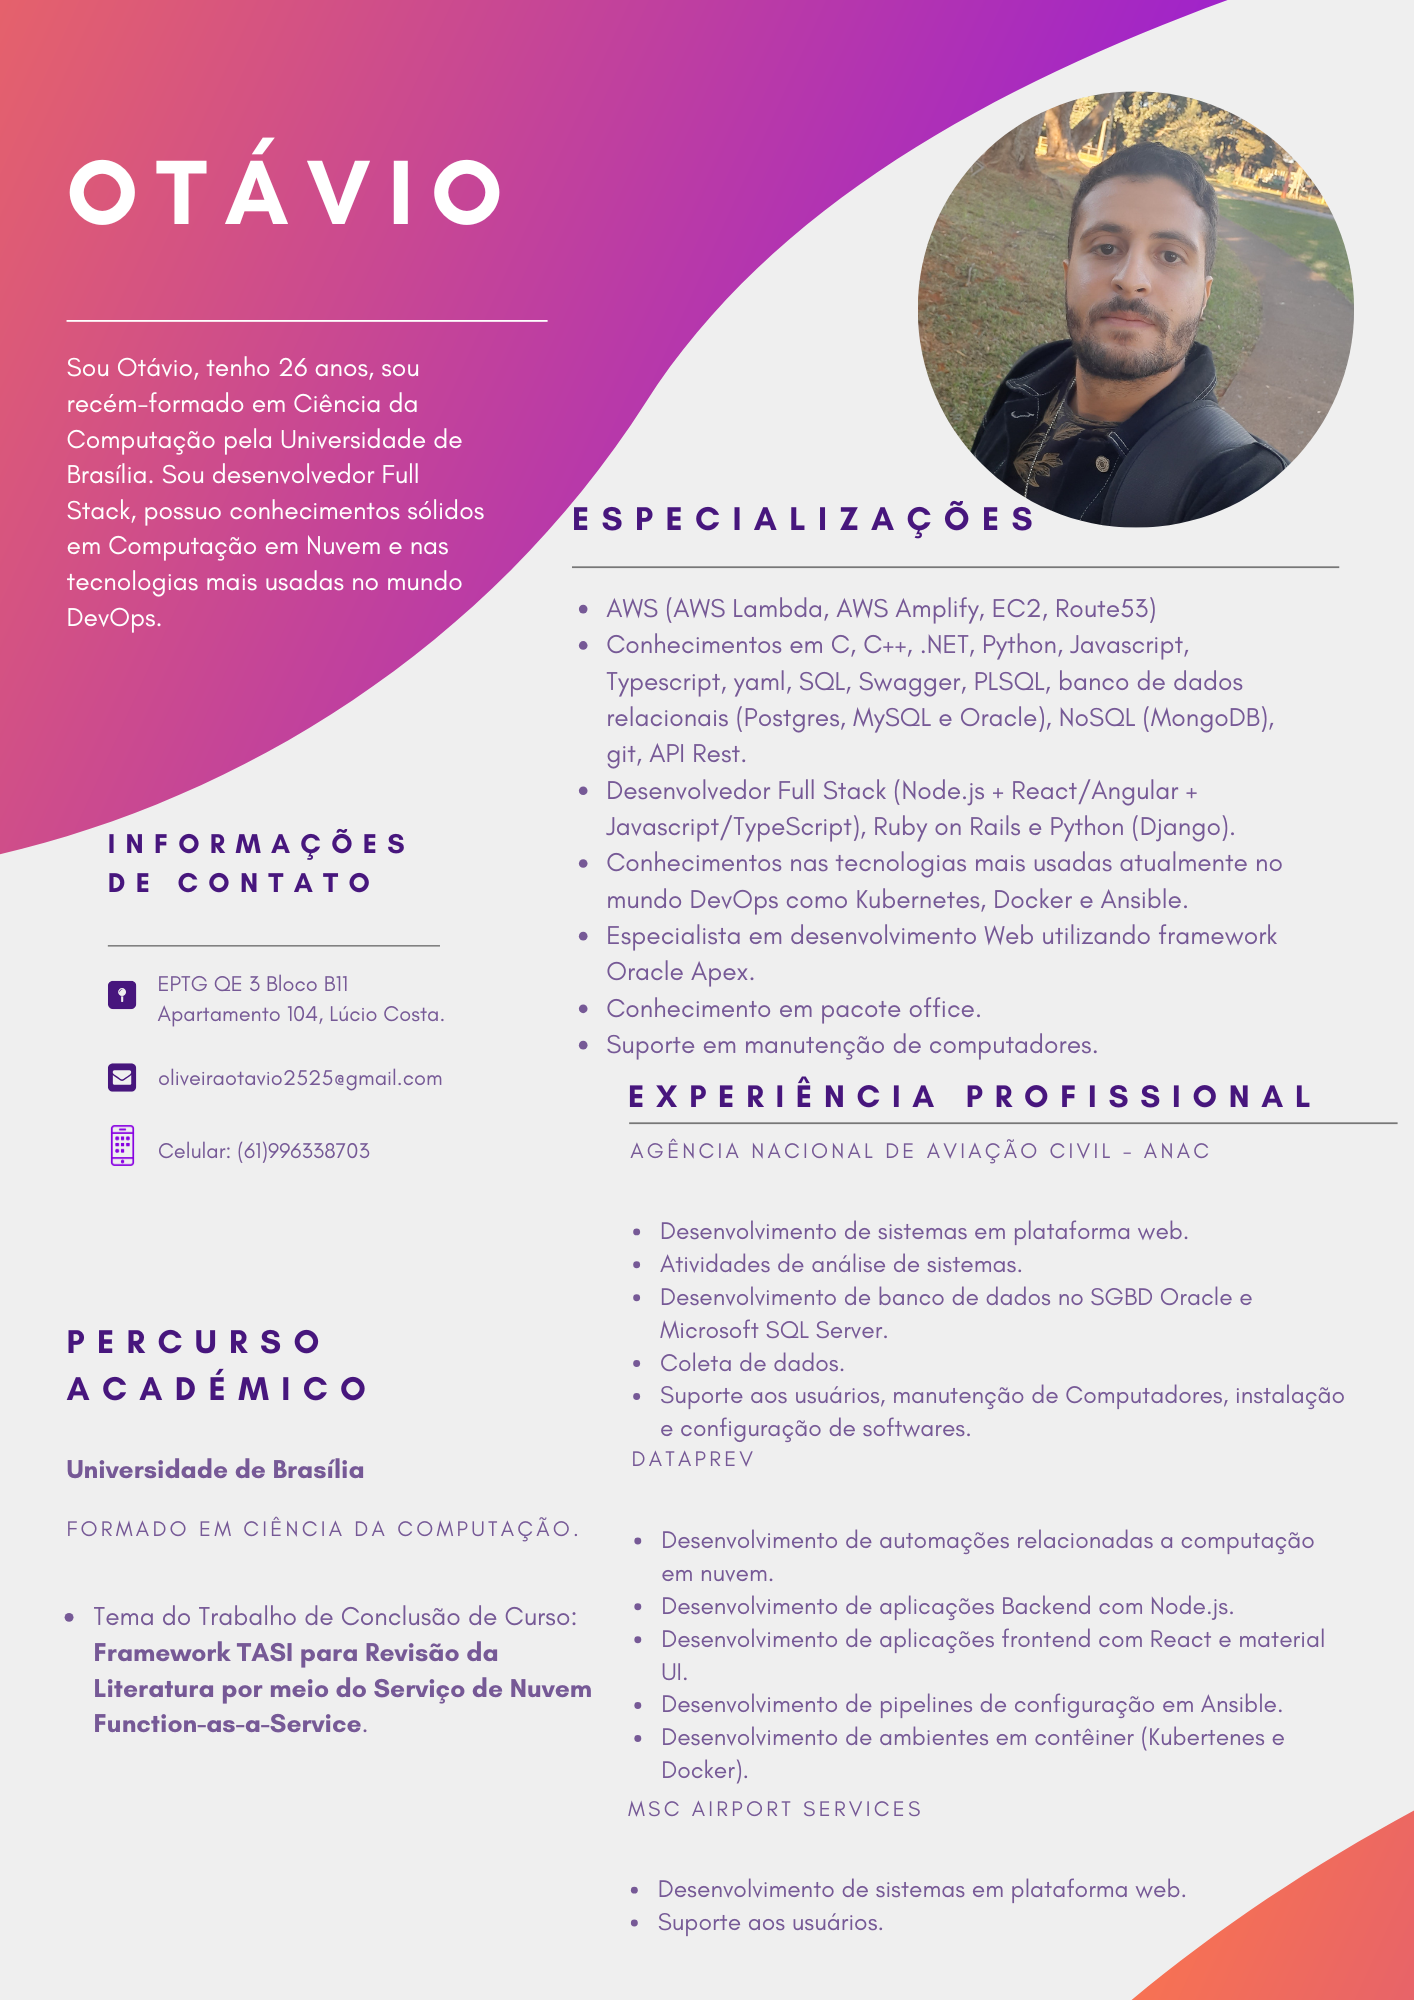 OTÁVIO
Sou Otávio, tenho 26 anos, sou
recém-formado em Ciência da
Computação pela Universidade de
Brasília. Sou desenvolvedor Full
Stack, possuo conhecimentos sólidos
em Computação em Nuvem e nas
tecnologias mais usadas no mundo
DevOps.
INFORMAÇÕES
DE CONTATO
EPTG QE 3 Bloco B11
Apartamento 104, Lúcio Costa.
oliveiraotavio2525@gmail.com
Celular: (61)996338703
PERCURSO
ACADÉMICO
Universidade de Brasília
FORMADO EM CIÊNCIA DA COMPUTAÇÃO.
• Tema do Trabalho de Conclusão de Curso:
Framework TASI para Revisão da
Literatura por meio do Serviço de Nuvem
Function-as-a-Service.
ESPECIALIZAÇÕES
• AWS (AWS Lambda, AWS Amplify, EC2, Route53)
• Conhecimentos em C, C++, .NET, Python, Javascript,
Typescript, yaml, SQL, Swagger, PLSQL, banco de dados
relacionais (Postgres, MySQL e Oracle), NoSQL (MongoDB),
git, API Rest.
• Desenvolvedor Full Stack (Node.js + React/Angular +
Javascript/TypeScript), Ruby on Rails e Python (Django).
• Conhecimentos nas tecnologias mais usadas atualmente no
mundo DevOps como Kubernetes, Docker e Ansible.
• Especialista em desenvolvimento Web utilizando framework
Oracle Apex.
• Conhecimento em pacote office.
• Suporte em manutenção de computadores.
EXPERIÊNCIA PROFISSIONAL
AGÊNCIA NACIONAL DE AVIAÇÃO CIVIL - ANAC
• Desenvolvimento de sistemas em plataforma web.
• Atividades de análise de sistemas.
• Desenvolvimento de banco de dados no SGBD Oracle e
Microsoft SQL Server.
• Coleta de dados.
• Suporte aos usuários, manutenção de Computadores, instalação
e configuração de softwares.
DATAPREV
• Desenvolvimento de automações relacionadas a computação
em nuvem.
• Desenvolvimento de aplicações Backend com Node.js.
• Desenvolvimento de aplicações frontend com React e material
UI.
• Desenvolvimento de pipelines de configuração em Ansible.
• Desenvolvimento de ambientes em contêiner (Kubertenes e
Docker).
MSC AIRPORT SERVICES
• Desenvolvimento de sistemas em plataforma web.
• Suporte aos usuários.